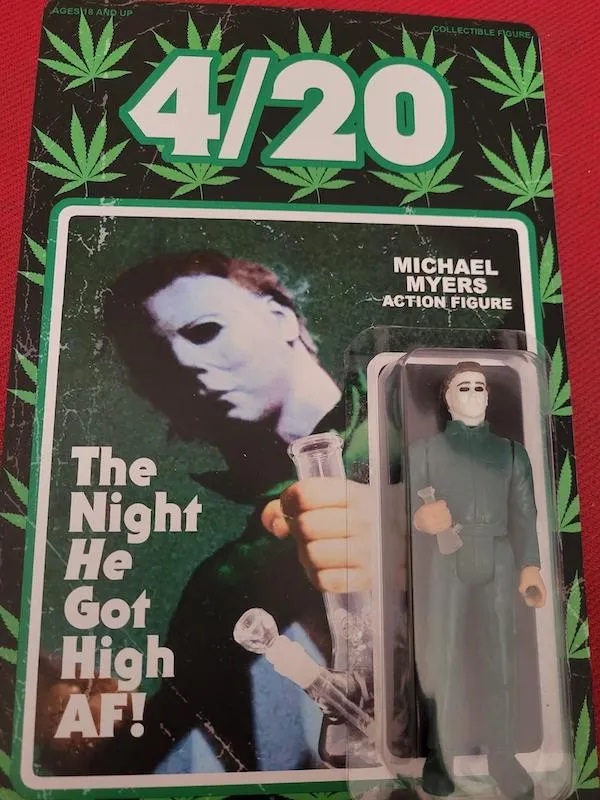 AGES 18 AND UP
COLLECTIBLE FIGURE
4/20
MICHAEL
MYERS
ACTION FIGURE
The
Night
He
Got
High
AF!